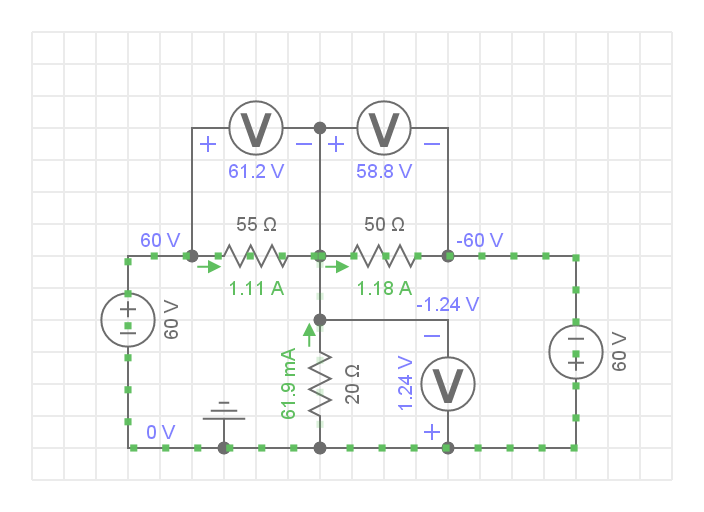 V
V
+
−
+
−
61.2 V
58.8 V
55 Ω
50 Ω
60 V
-60 V
1.11 A
1.18 A
-1.24 V
+
−
60 V
−
+
60 V
61.9 mA
20 Ω
1.24 V
−
V
+
0 V